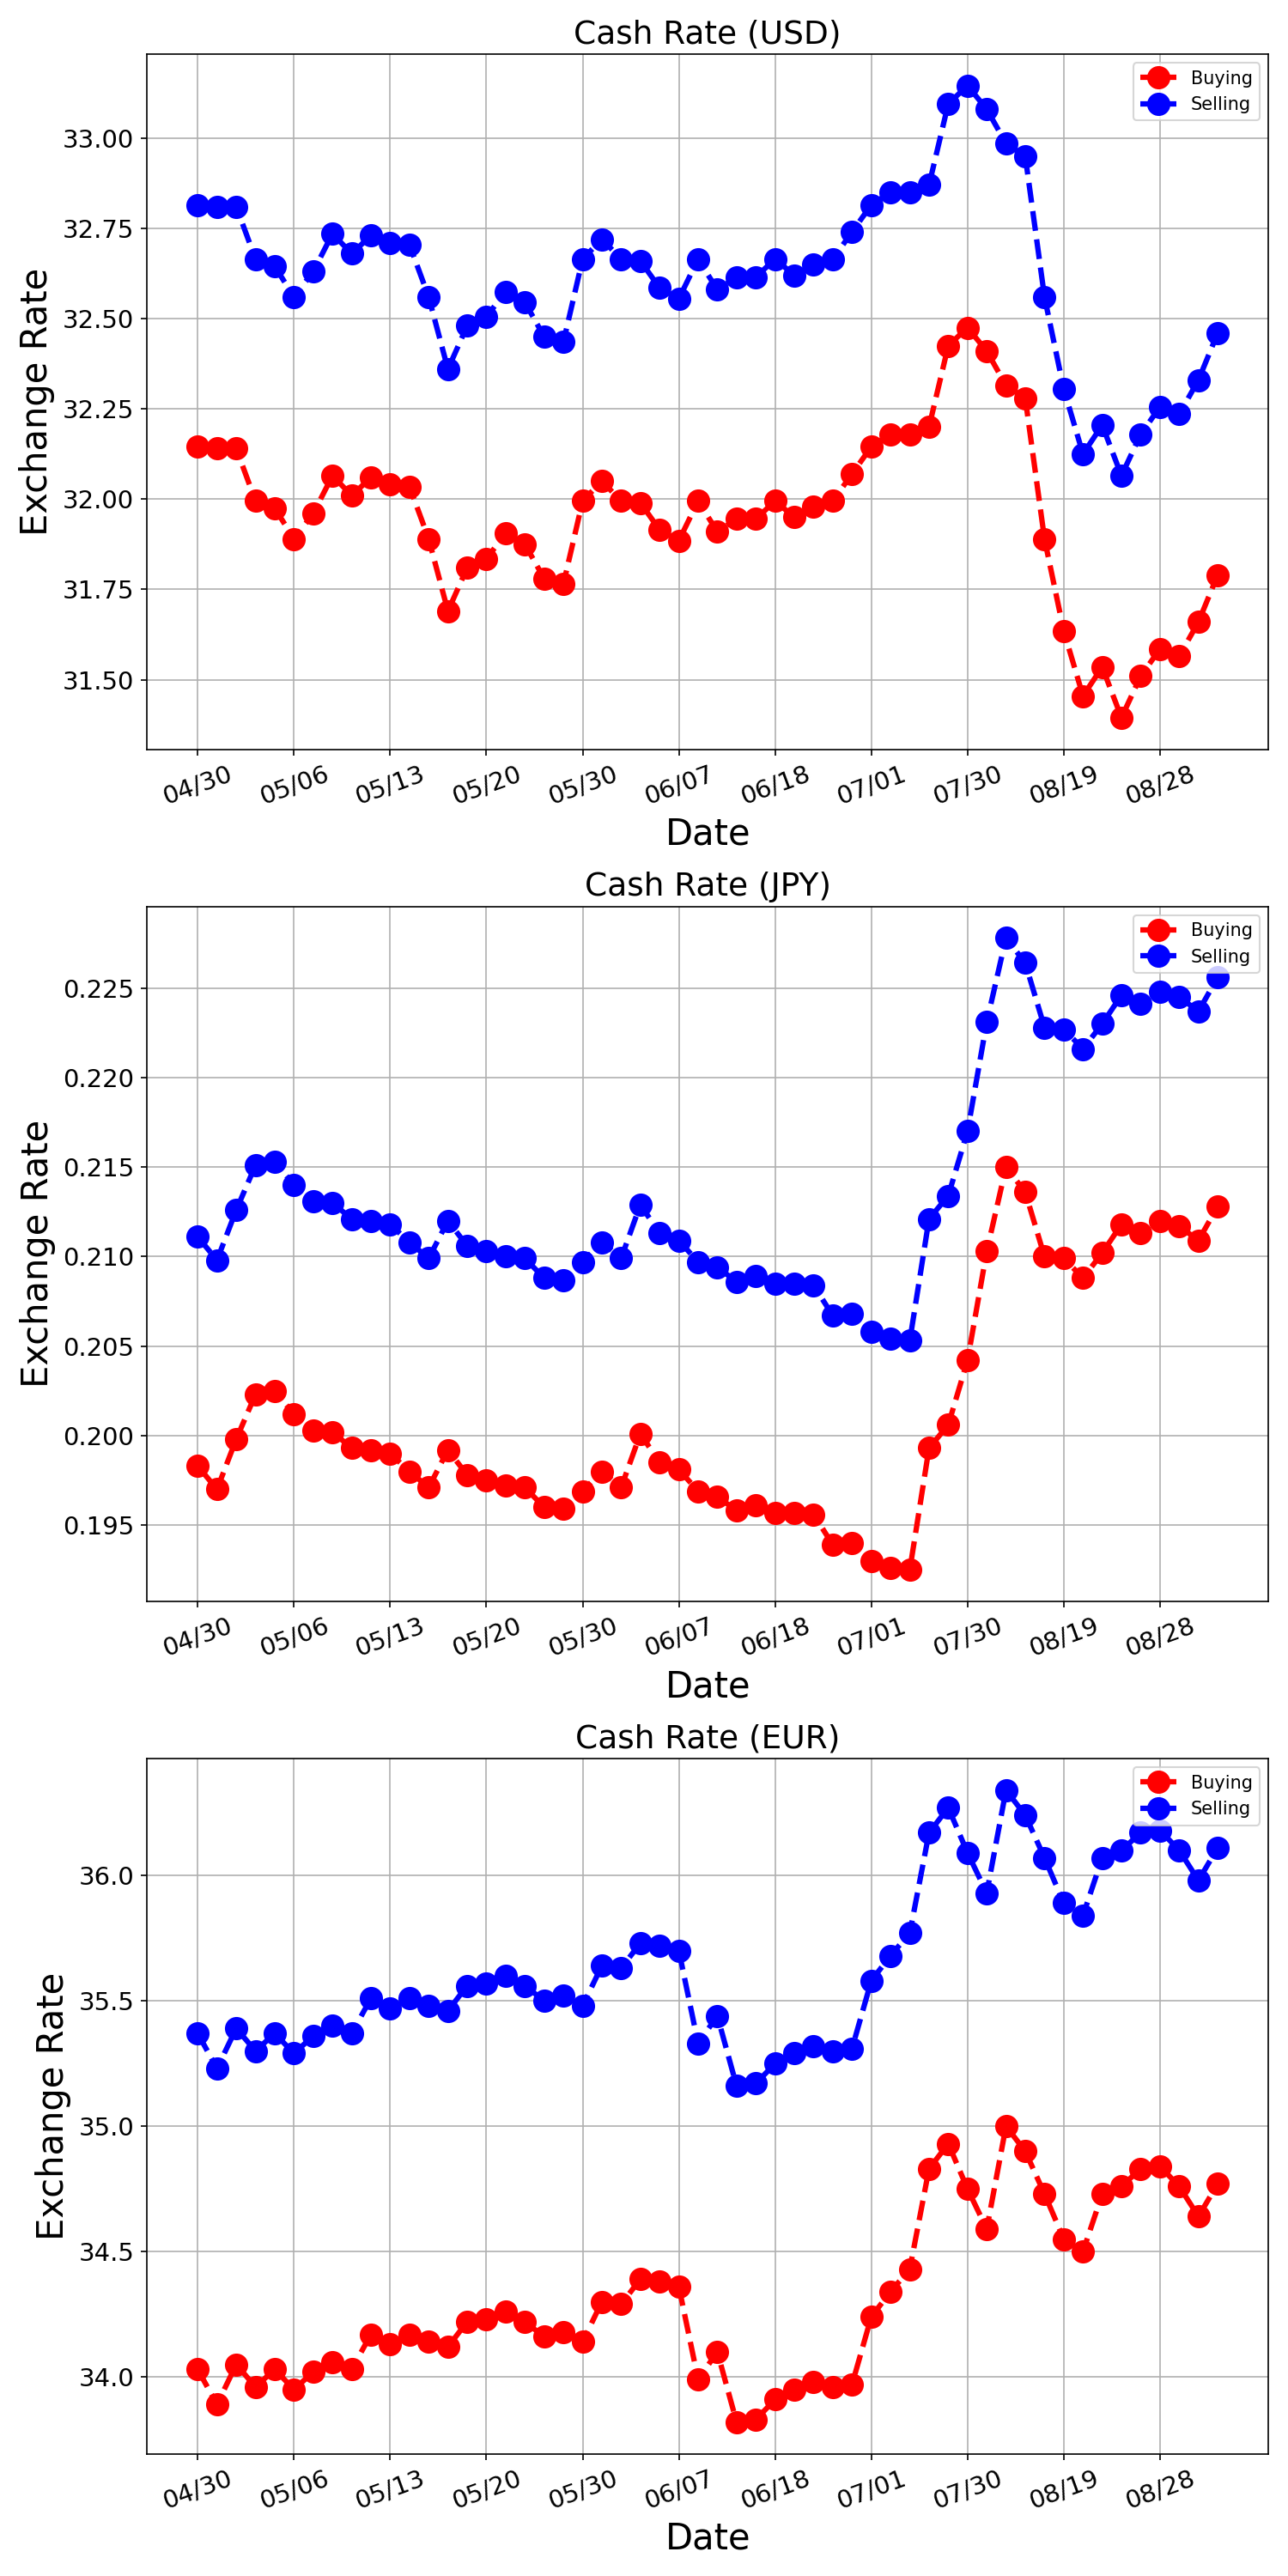 Cash Rate (USD)
Buying
Selling
33.00
32.75
32.50
32.25
32.00
31.75
31.50
Exchange Rate
04/30 05/06 05/13 05/20 05/30 06/07 06/18 07/01 07/30 08/19 08/28
Date
Cash Rate (JPY)
Buying
Selling
0.225
0.220
0.215
0.210
0.205
0.200
0.195
Exchange Rate
04/30 05/06 05/13 05/20 05/30 06/07 06/18 07/01 07/30 08/19 08/28
Date
Cash Rate (EUR)
Buying
Selling
36.0
35.5
35.0
34.5
34.0
Exchange Rate
04/30 05/06 05/13 05/20 05/30 06/07 06/18 07/01 07/30 08/19 08/28
Date